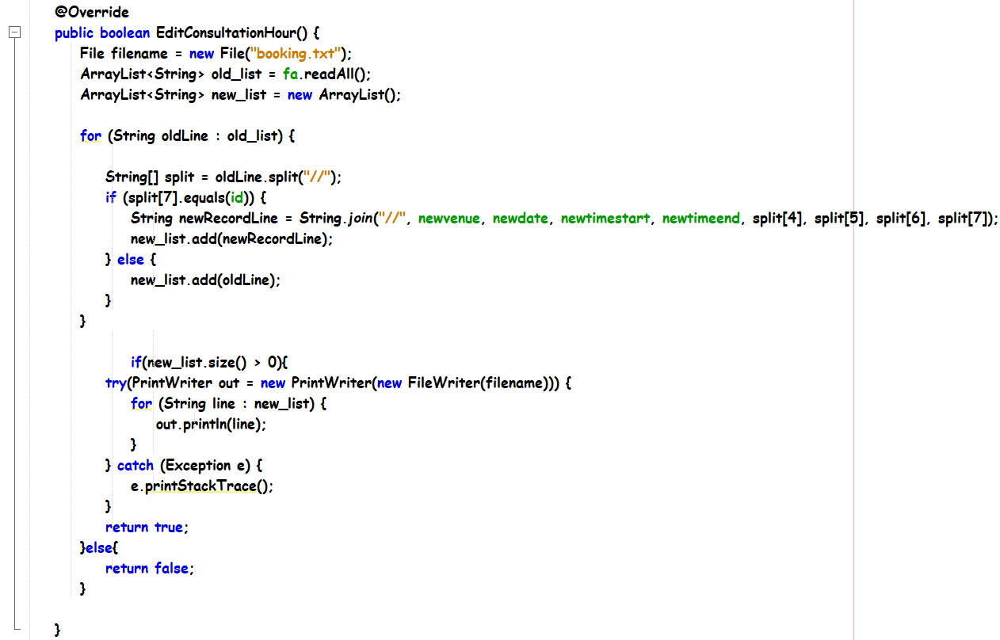 @Override
public boolean EditConsultationHour() {
File filename = new File("booking.txt");
ArrayList<String> old_list = fa.readAll();
ArrayList<String> new_list = new ArrayList();
for (String oldLine : old_list) {
String[] split = oldLine.split("//");
if (split[7].equals(id)) {
String newRecordLine = String.join("//", newvenue, newdate, newtimestart, newtimeend, split[4], split[5], split[6], split[7]);
new_list.add(newRecordLine);
} else {
new_list.add(oldLine);
}
}
if(new_list.size() > 0){
try(PrintWriter out = new PrintWriter(new FileWriter(filename))) {
for (String line : new_list) {
out.println(line);
}
} catch (Exception e) {
e.printStackTrace();
}
return true;
}else{
return false;
}
}